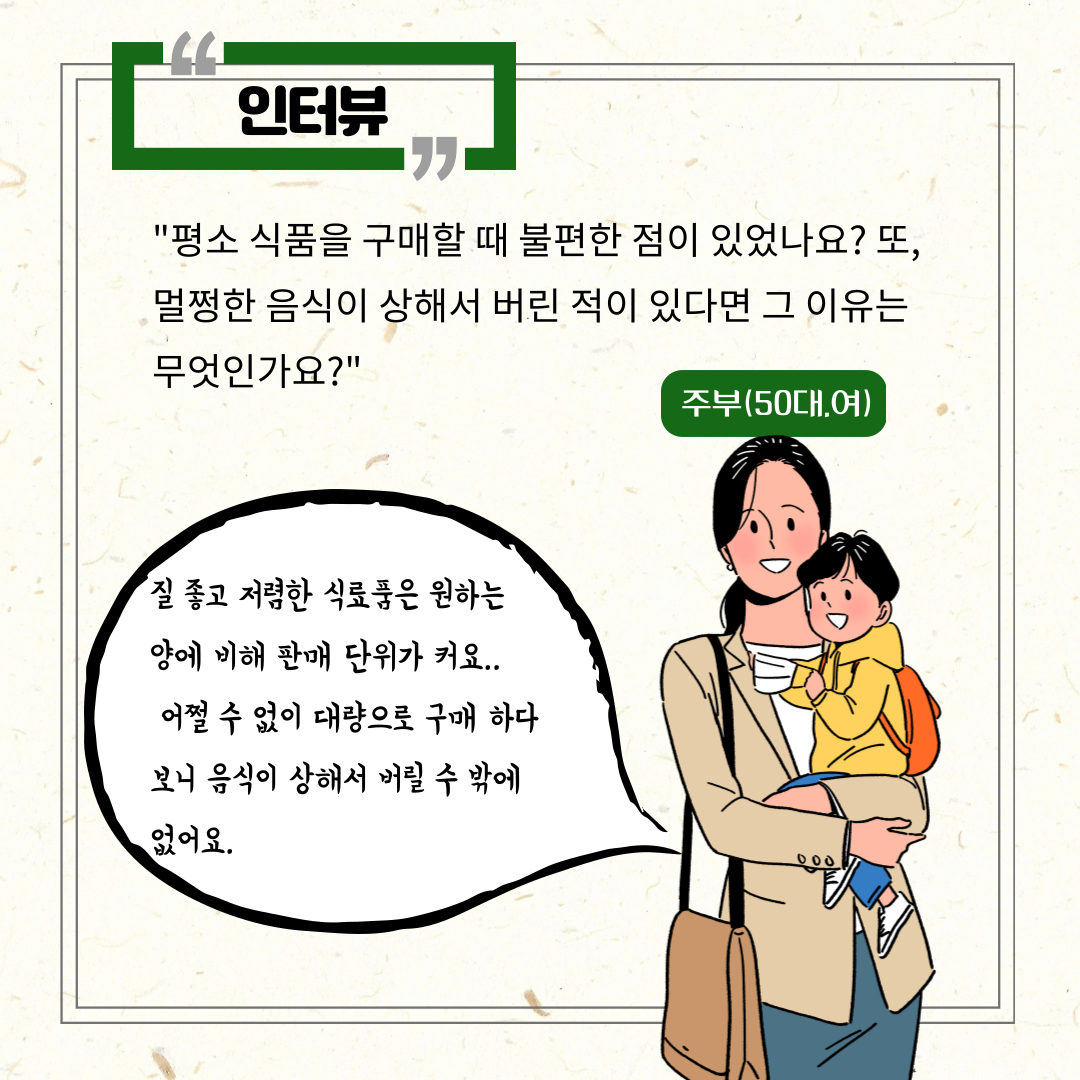 인터뷰
"평소 식품을 구매할 때 불편한 점이 있었나요? 또,
멀쩡한 음식이 상해서 버린 적이 있다면 그 이유는
무엇인가요?"
주부(50대.여)
질 좋고 저렴한 식료품은 원하는
양에 비해 판매 단위가 커요..
어쩔 수 없이 대량으로 구매 하다
보니 음식이 상해서 버릴 수 밖에
없어요.